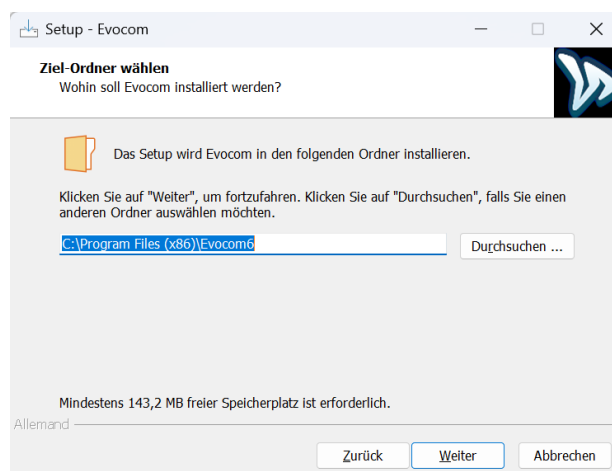 Setup - Evocom
Ziel-Ordner wählen
Wohin soll Evocom installiert werden?
Das Setup wird Evocom in den folgenden Ordner installieren.
Klicken Sie auf "Weiter", um fortzufahren. Klicken Sie auf "Durchsuchen", falls Sie einen
anderen Ordner auswählen möchten.
C:\Program Files (x86)\Evocom6
Durchsuchen ...
Mindestens 143,2 MB freier Speicherplatz ist erforderlich.
Allemand
Zurück
Weiter
Abbrechen